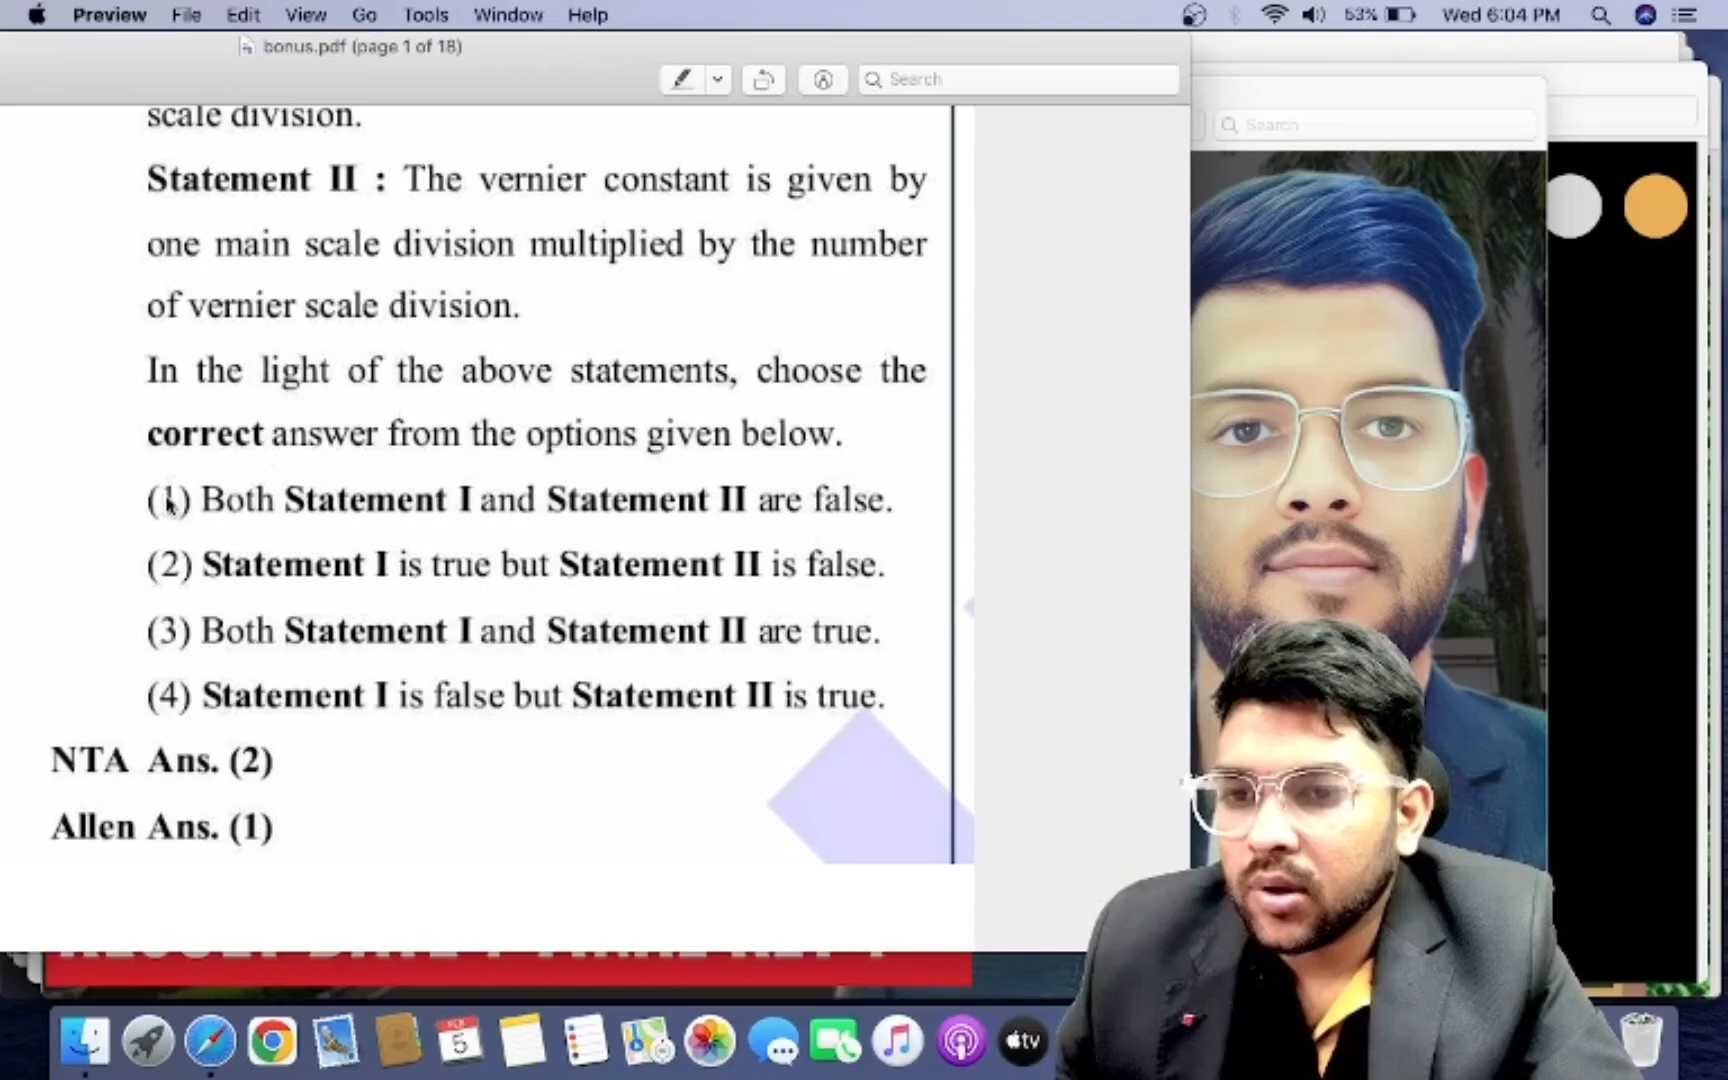 Preview File Edit View Go Tools Window Help 53% Wed 6:04 PM
bonus.pdf (page 1 of 18)
Search
Search
scale division.
Statement II : The vernier constant is given by
one main scale division multiplied by the number
of vernier scale division.
In the light of the above statements, choose the
correct answer from the options given below.
(1) Both Statement I and Statement II are false.
(2) Statement I is true but Statement II is false.
(3) Both Statement I and Statement II are true.
(4) Statement I is false but Statement II is true.
NTA Ans. (2)
Allen Ans. (1)
FEB
5
tv